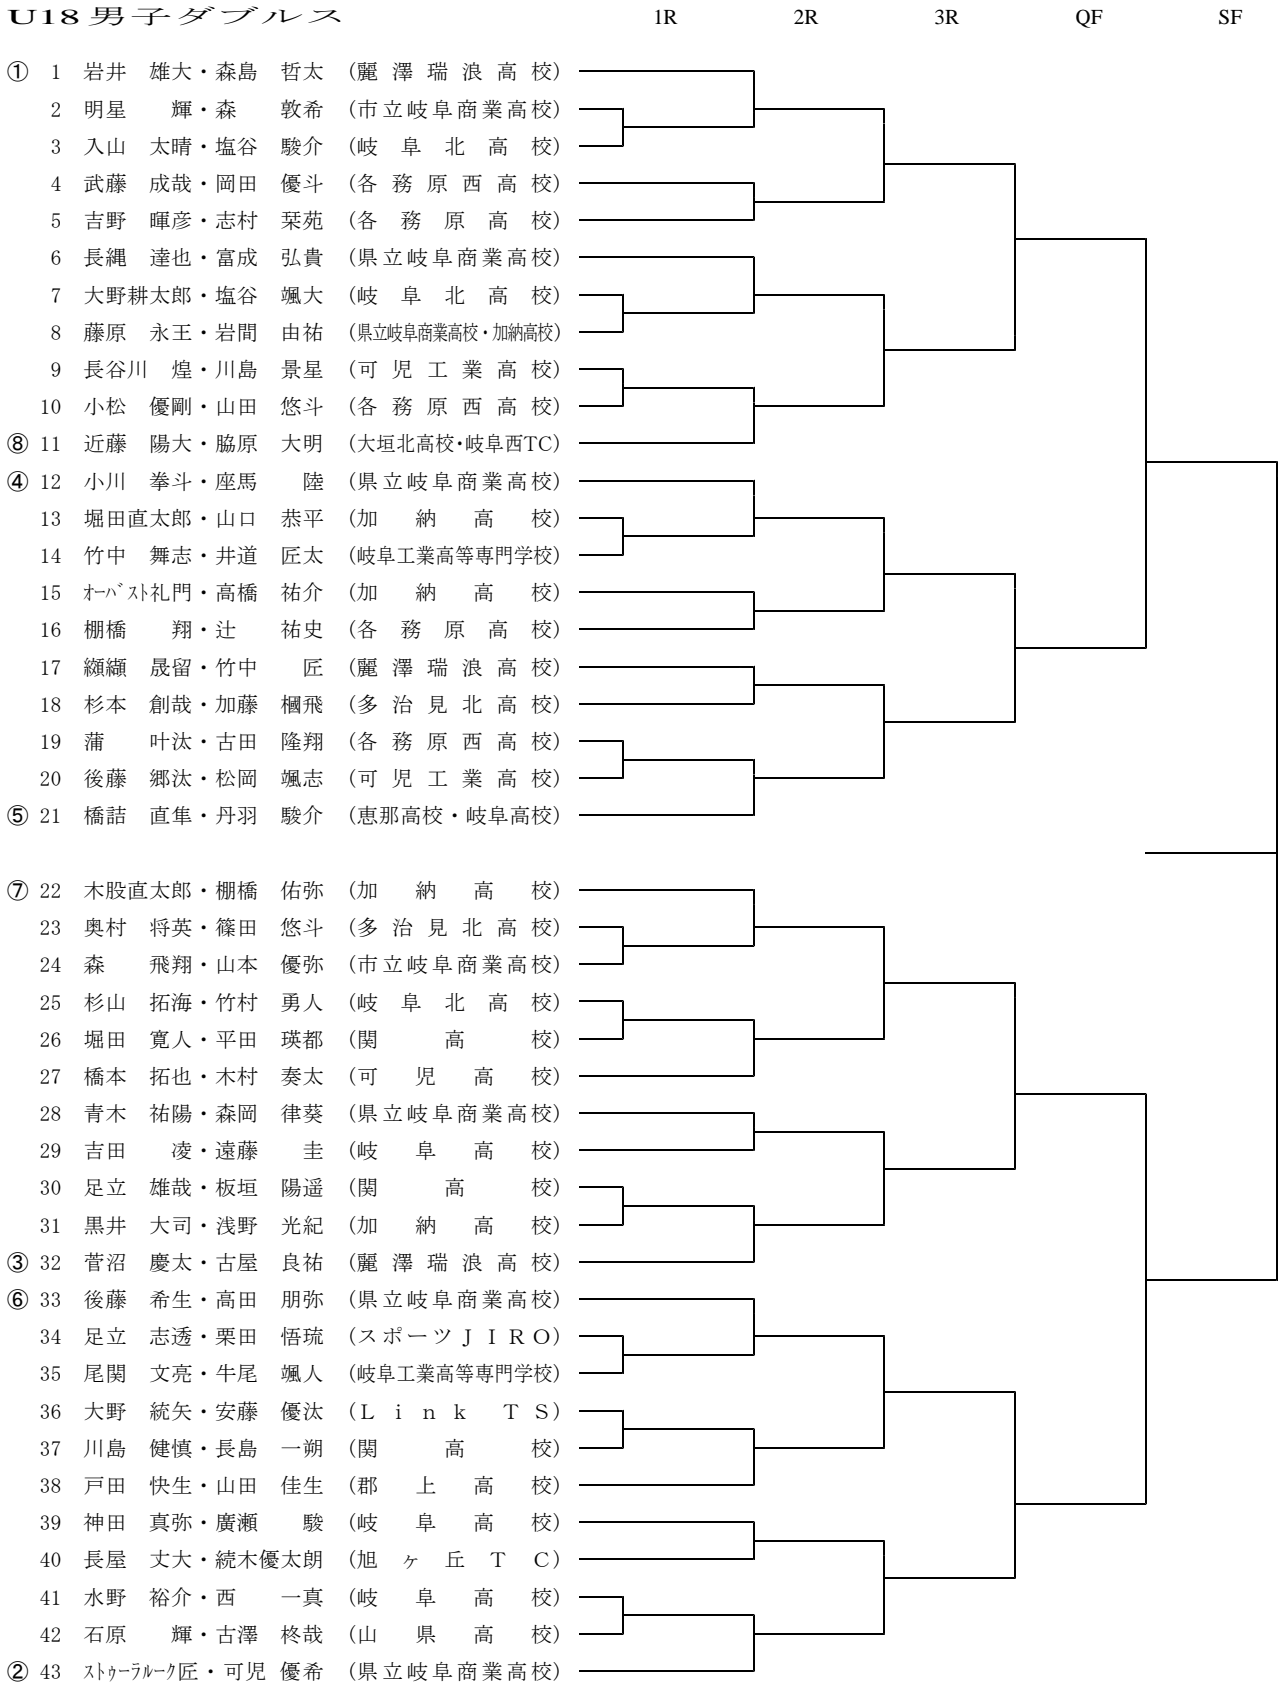 U18男子ダブルス 1R 2R 3R QF SF
① 1 岩井 雄大・森島 哲太 (麗澤瑞浪高校)
2 明星 輝・森 敦希 (市立岐阜商業高校)
3 入山 太晴・塩谷 駿介 (岐阜北高校)
4 武藤 成哉・岡田 優斗 (各務原西高校)
5 吉野 暉彦・志村 栞苑 (各務原高校)
6 長縄 達也・富成 弘貴 (県立岐阜商業高校)
7 大野耕太郎・塩谷 颯大 (岐阜北高校)
8 藤原 永王・岩間 由祐 (県立岐阜商業高校・加納高校)
9 長谷川 煌・川島 景星 (可児工業高校)
10 小松 優剛・山田 悠斗 (各務原西高校)
⑧ 11 近藤 陽大・脇原 大明 (大垣北高校・岐阜西TC)
④ 12 小川 拳斗・座馬 陸 (県立岐阜商業高校)
13 堀田直太郎・山口 恭平 (加納高校)
14 竹中 舞志・井道 匠太 (岐阜工業高等専門学校)
15 オーバスト礼門・高橋 祐介 (加納高校)
16 棚橋 翔・辻 祐史 (各務原高校)
17 纐纈 晟留・竹中 匠 (麗澤瑞浪高校)
18 杉本 創哉・加藤 槶飛 (多治見北高校)
19 蒲 叶汰・古田 隆翔 (各務原西高校)
20 後藤 郷汰・松岡 颯志 (可児工業高校)
⑤ 21 橋詰 直隼・丹羽 駿介 (恵那高校・岐阜高校)
⑦ 22 木股直太郎・棚橋 佑弥 (加納高校)
23 奥村 将英・篠田 悠斗 (多治見北高校)
24 森 飛翔・山本 優弥 (市立岐阜商業高校)
25 杉山 拓海・竹村 勇人 (岐阜北高校)
26 堀田 寛人・平田 瑛都 (関高校)
27 橋本 拓也・木村 奏太 (可児高校)
28 青木 祐陽・森岡 律葵 (県立岐阜商業高校)
29 吉田 凌・遠藤 圭 (岐阜高校)
30 足立 雄哉・板垣 陽遥 (関高校)
31 黒井 大司・浅野 光紀 (加納高校)
③ 32 菅沼 慶太・古屋 良祐 (麗澤瑞浪高校)
⑥ 33 後藤 希生・高田 朋弥 (県立岐阜商業高校)
34 足立 志透・栗田 悟琉 (スポーツJIRO)
35 尾関 文亮・牛尾 颯人 (岐阜工業高等専門学校)
36 大野 統矢・安藤 優汰 (Link TS)
37 川島 健慎・長島 一朔 (関高校)
38 戸田 快生・山田 佳生 (郡上高校)
39 神田 真弥・廣瀬 駿 (岐阜高校)
40 長屋 丈大・続木優太朗 (旭ヶ丘TC)
41 水野 裕介・西 一真 (岐阜高校)
42 石原 輝・古澤 柊哉 (山県高校)
② 43 ストゥーラルーク匠・可児 優希 (県立岐阜商業高校)